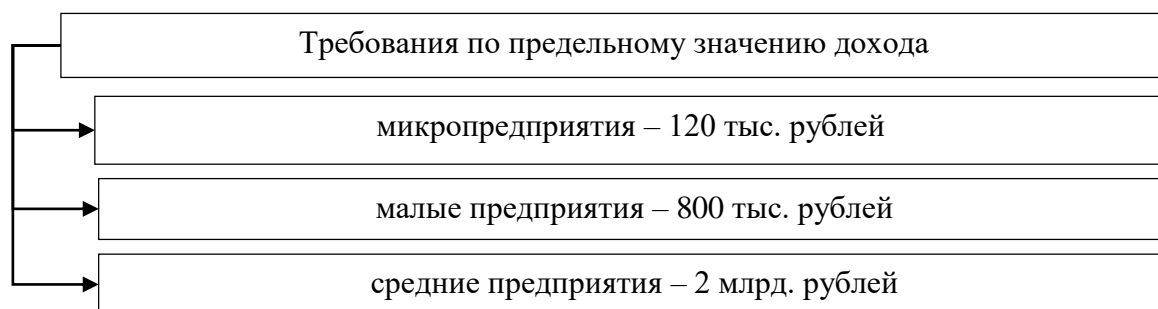 Требования по предельному значению дохода
микропредприятия – 120 тыс. рублей
малые предприятия – 800 тыс. рублей
средние предприятия – 2 млрд. рублей